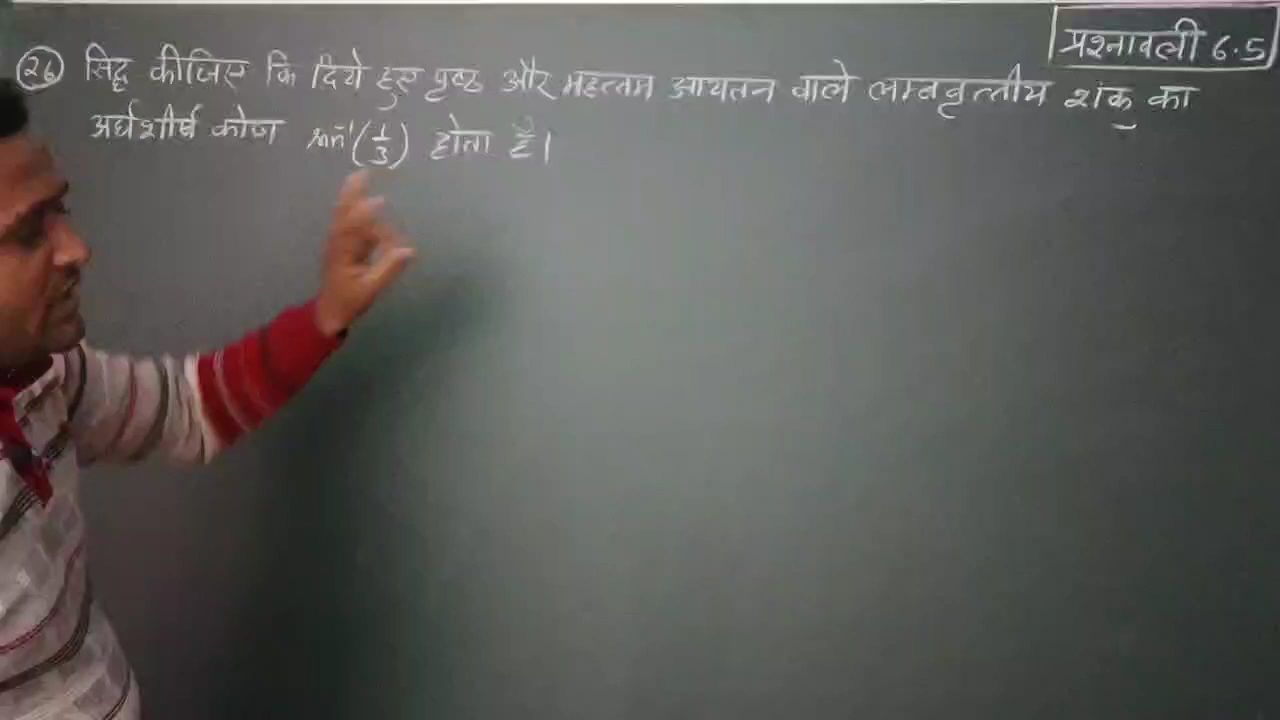 प्रश्नावली 6.5
(26) सिद्ध कीजिए कि दिये हुए पृष्ठ और महत्तम आयतन वाले लम्बवृत्तीय शंकु का
अर्धशीर्ष कोण sin⁻¹(1/3) होता है।